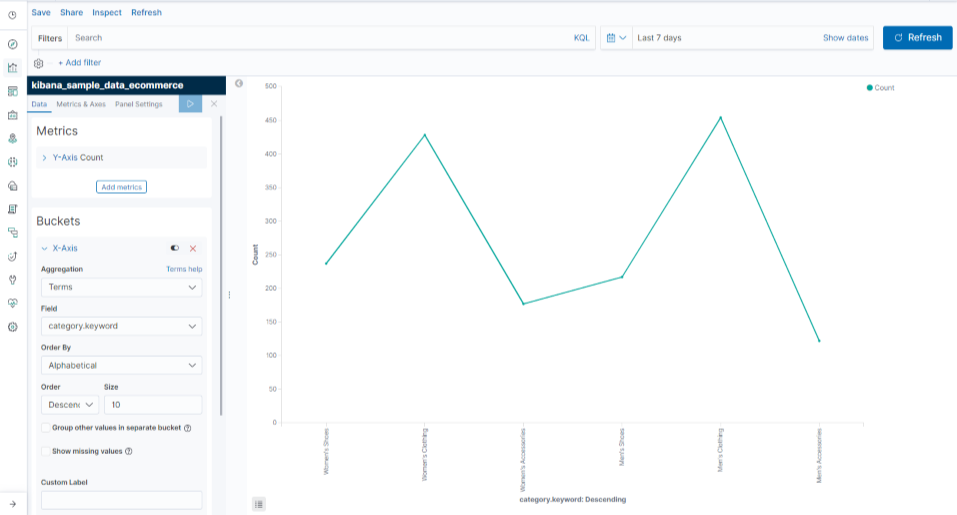 Save Share Inspect Refresh
Filters Search KQL Last 7 days Show dates Refresh
+ Add filter
kibana_sample_data_ecommerce
Data Metrics & Axes Panel Settings
Metrics
Y-Axis Count
Add metrics
Buckets
X-Axis
Aggregation Terms help
Terms
Field
category.keyword
Order By
Alphabetical
Order Size
Descen 10
Group other values in separate bucket
Show missing values
Custom Label
Count
500
450
400
350
300
250
200
150
100
50
0
Count
Women's Shoes
Women's Clothing
Women's Accessories
Men's Shoes
Men's Clothing
Men's Accessories
category.keyword: Descending